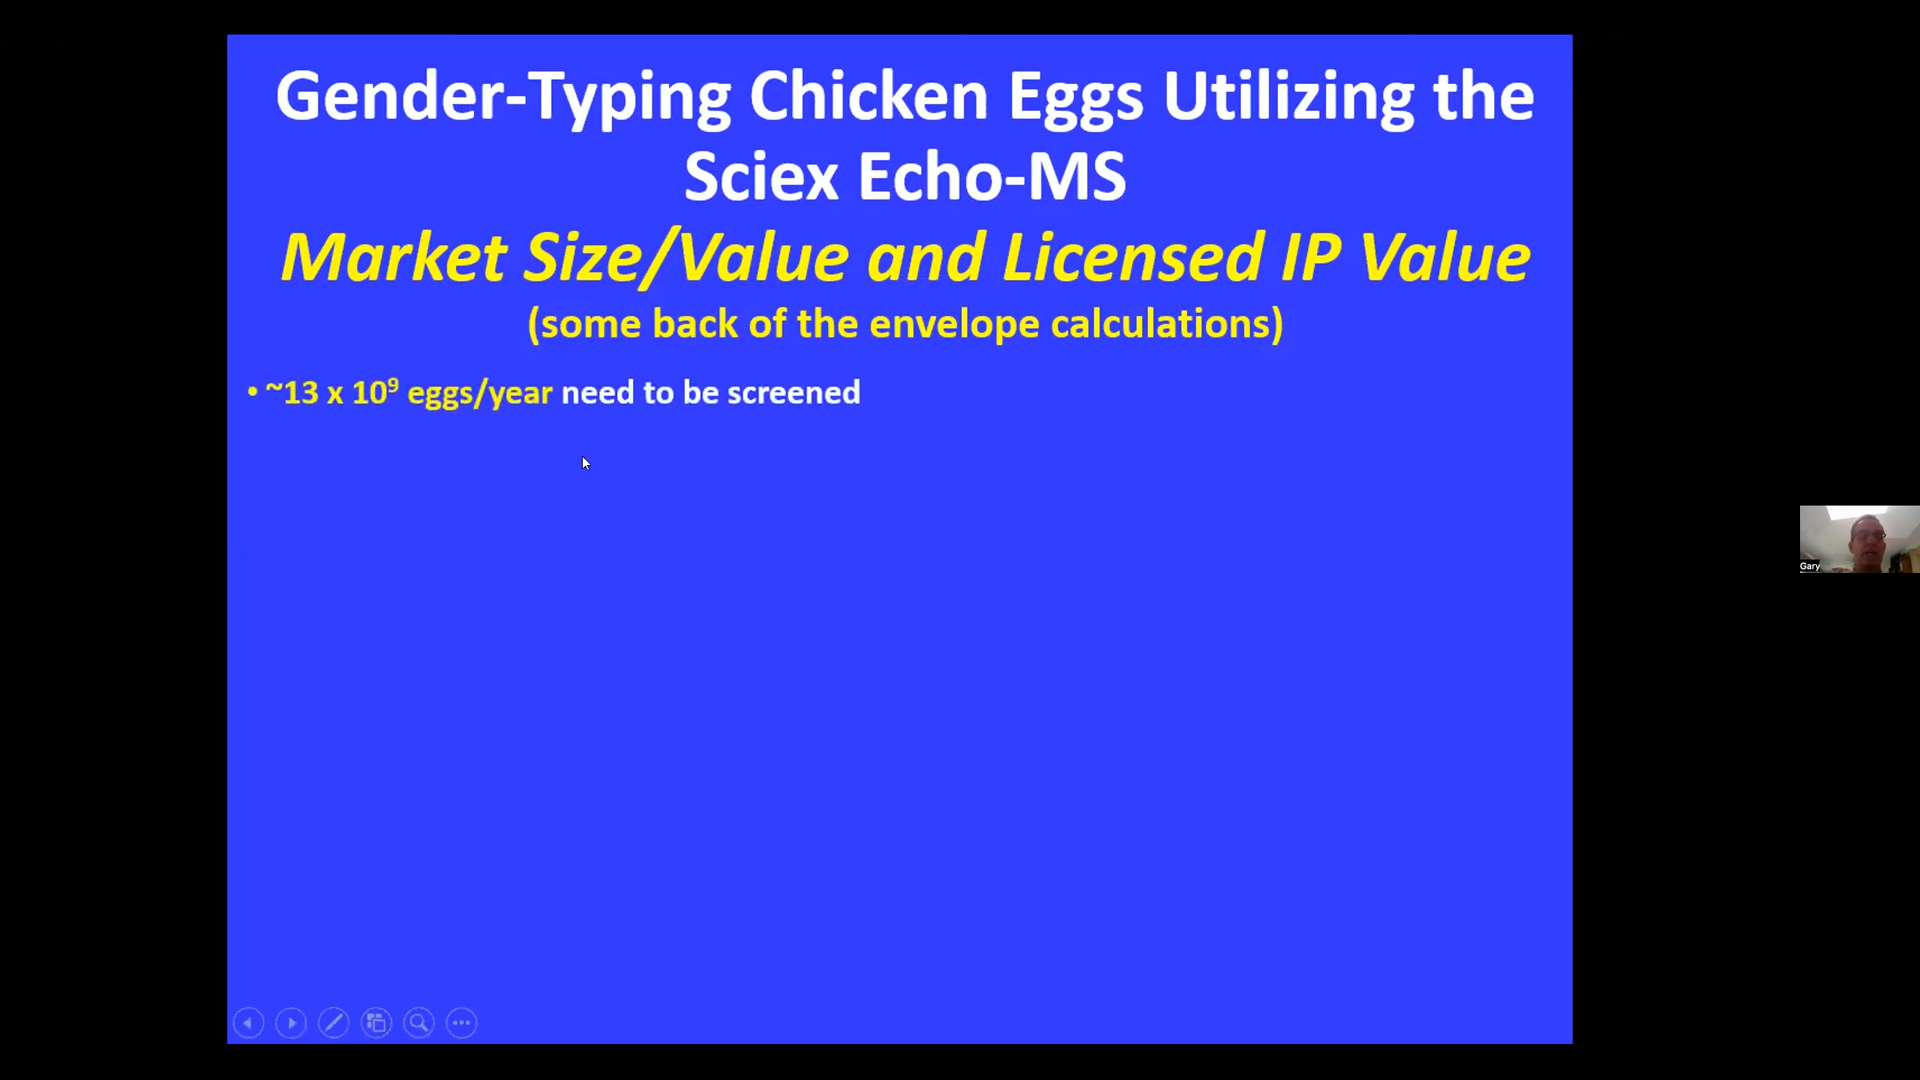 Gender-Typing Chicken Eggs Utilizing the
Sciex Echo-MS
Market Size/Value and Licensed IP Value
(some back of the envelope calculations)
• ~13 x 10⁹ eggs/year need to be screened
Gary